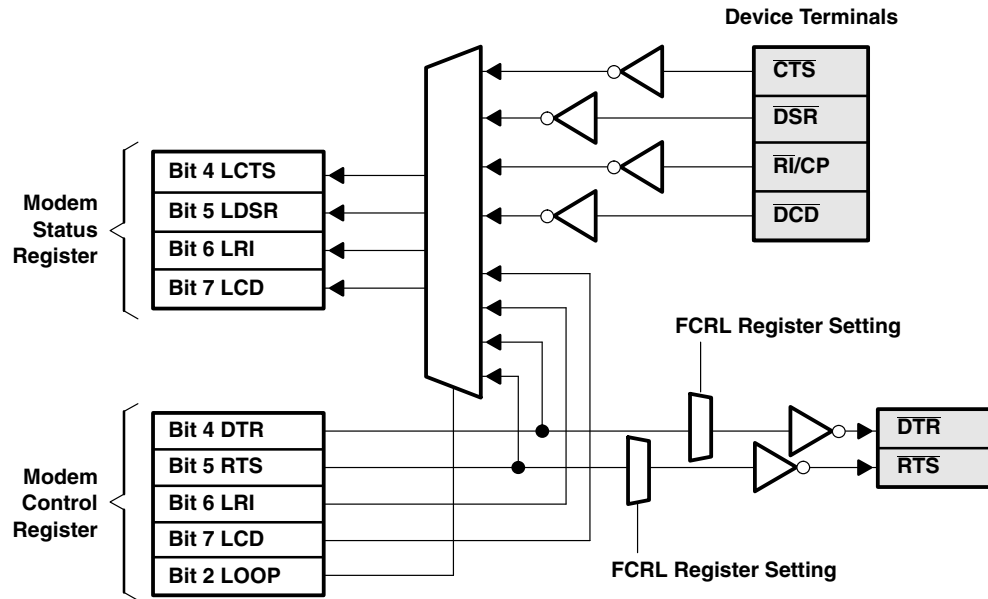 Device Terminals
CTS
DSR
RI/CP
DCD
Modem
Status
Register
Bit 4 LCTS
Bit 5 LDSR
Bit 6 LRI
Bit 7 LCD
FCRL Register Setting
Modem
Control
Register
Bit 4 DTR
Bit 5 RTS
Bit 6 LRI
Bit 7 LCD
Bit 2 LOOP
DTR
RTS
FCRL Register Setting